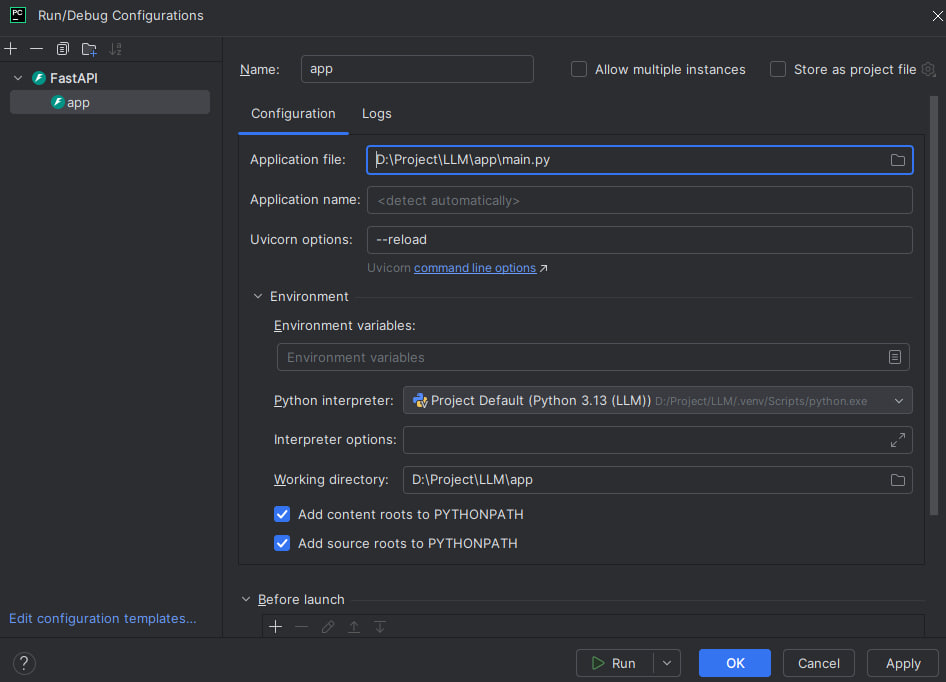 PC Run/Debug Configurations
Name: app Allow multiple instances Store as project file
FastAPI
app
Configuration Logs
Application file: D:\Project\LLM\app\main.py
Application name: <detect automatically>
Uvicorn options: --reload
Uvicorn command line options
Environment
Environment variables:
Environment variables
Python interpreter: Project Default (Python 3.13 (LLM)) D:/Project/LLM/.venv/Scripts/python.exe
Interpreter options:
Working directory: D:\Project\LLM\app
Add content roots to PYTHONPATH
Add source roots to PYTHONPATH
Before launch
Edit configuration templates...
? Run OK Cancel Apply